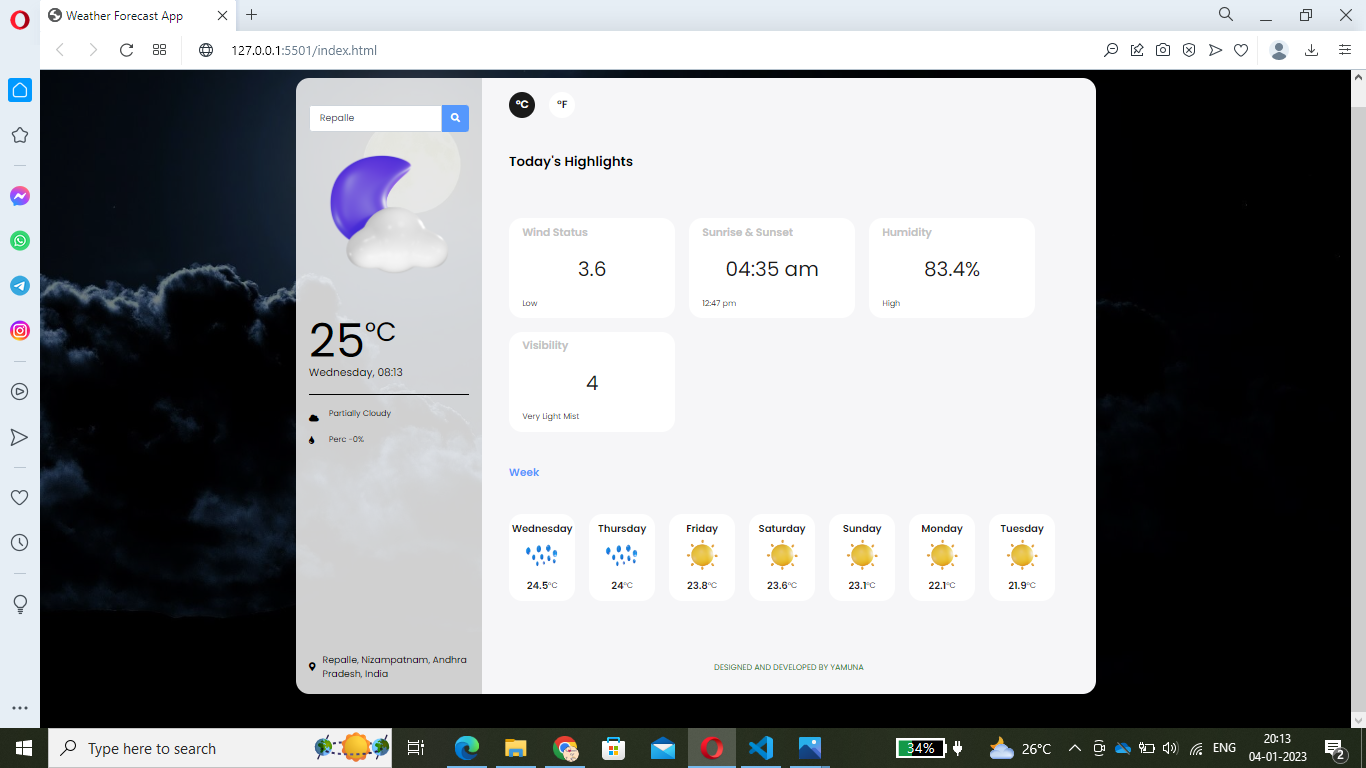 Weather Forecast App
127.0.0.1:5501/index.html
Repalle
25°C
Wednesday, 08:13
Partially Cloudy
Perc -0%
Repalle, Nizampatnam, Andhra
Pradesh, India
°C °F
Today's Highlights
Wind Status
3.6
Low
Sunrise & Sunset
04:35 am
12:47 pm
Humidity
83.4%
High
Visibility
4
Very Light Mist
Week
Wednesday
24.5°C
Thursday
24°C
Friday
23.8°C
Saturday
23.6°C
Sunday
23.1°C
Monday
22.1°C
Tuesday
21.9°C
DESIGNED AND DEVELOPED BY YAMUNA
Type here to search
34%
26°C
ENG
20:13
04-01-2023
2